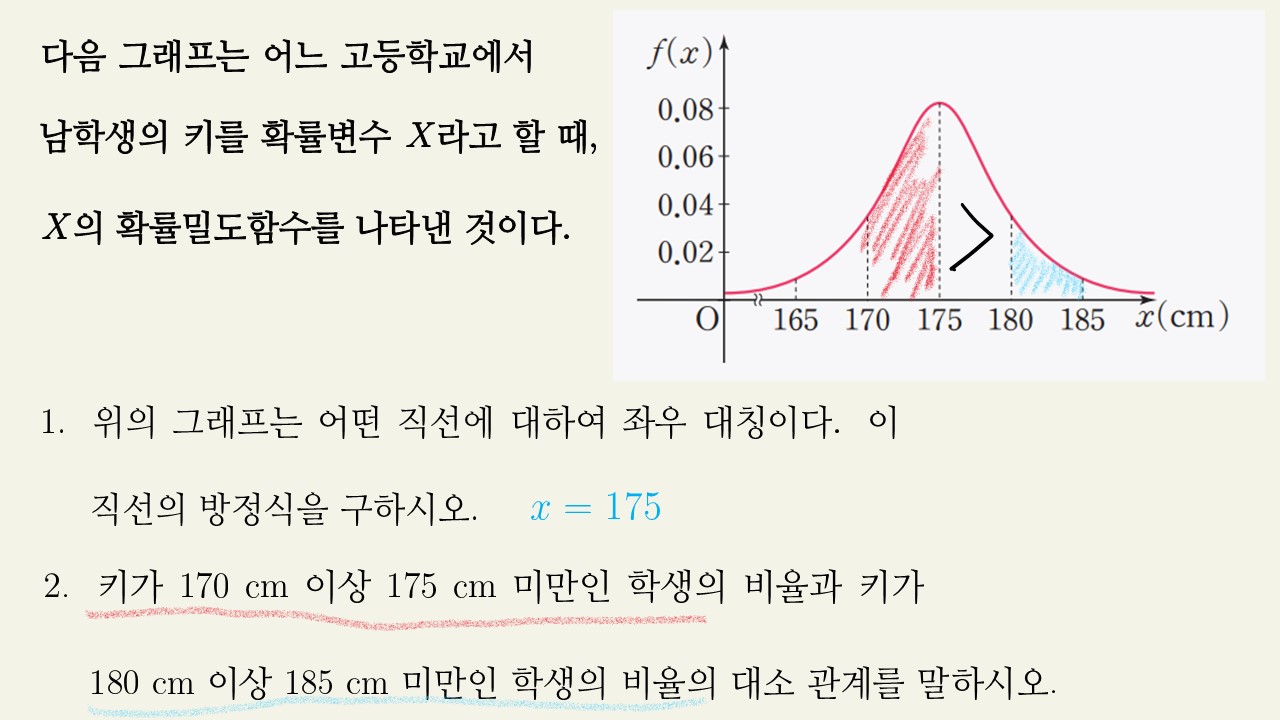 다음 그래프는 어느 고등학교에서
남학생의 키를 확률변수 X라고 할 때,
X의 확률밀도함수를 나타낸 것이다.
f(x)
0.08
0.06
0.04
0.02
>
O 165 170 175 180 185 x(cm)
1. 위의 그래프는 어떤 직선에 대하여 좌우 대칭이다. 이
직선의 방정식을 구하시오. x = 175
2. 키가 170 cm 이상 175 cm 미만인 학생의 비율과 키가
180 cm 이상 185 cm 미만인 학생의 비율의 대소 관계를 말하시오.